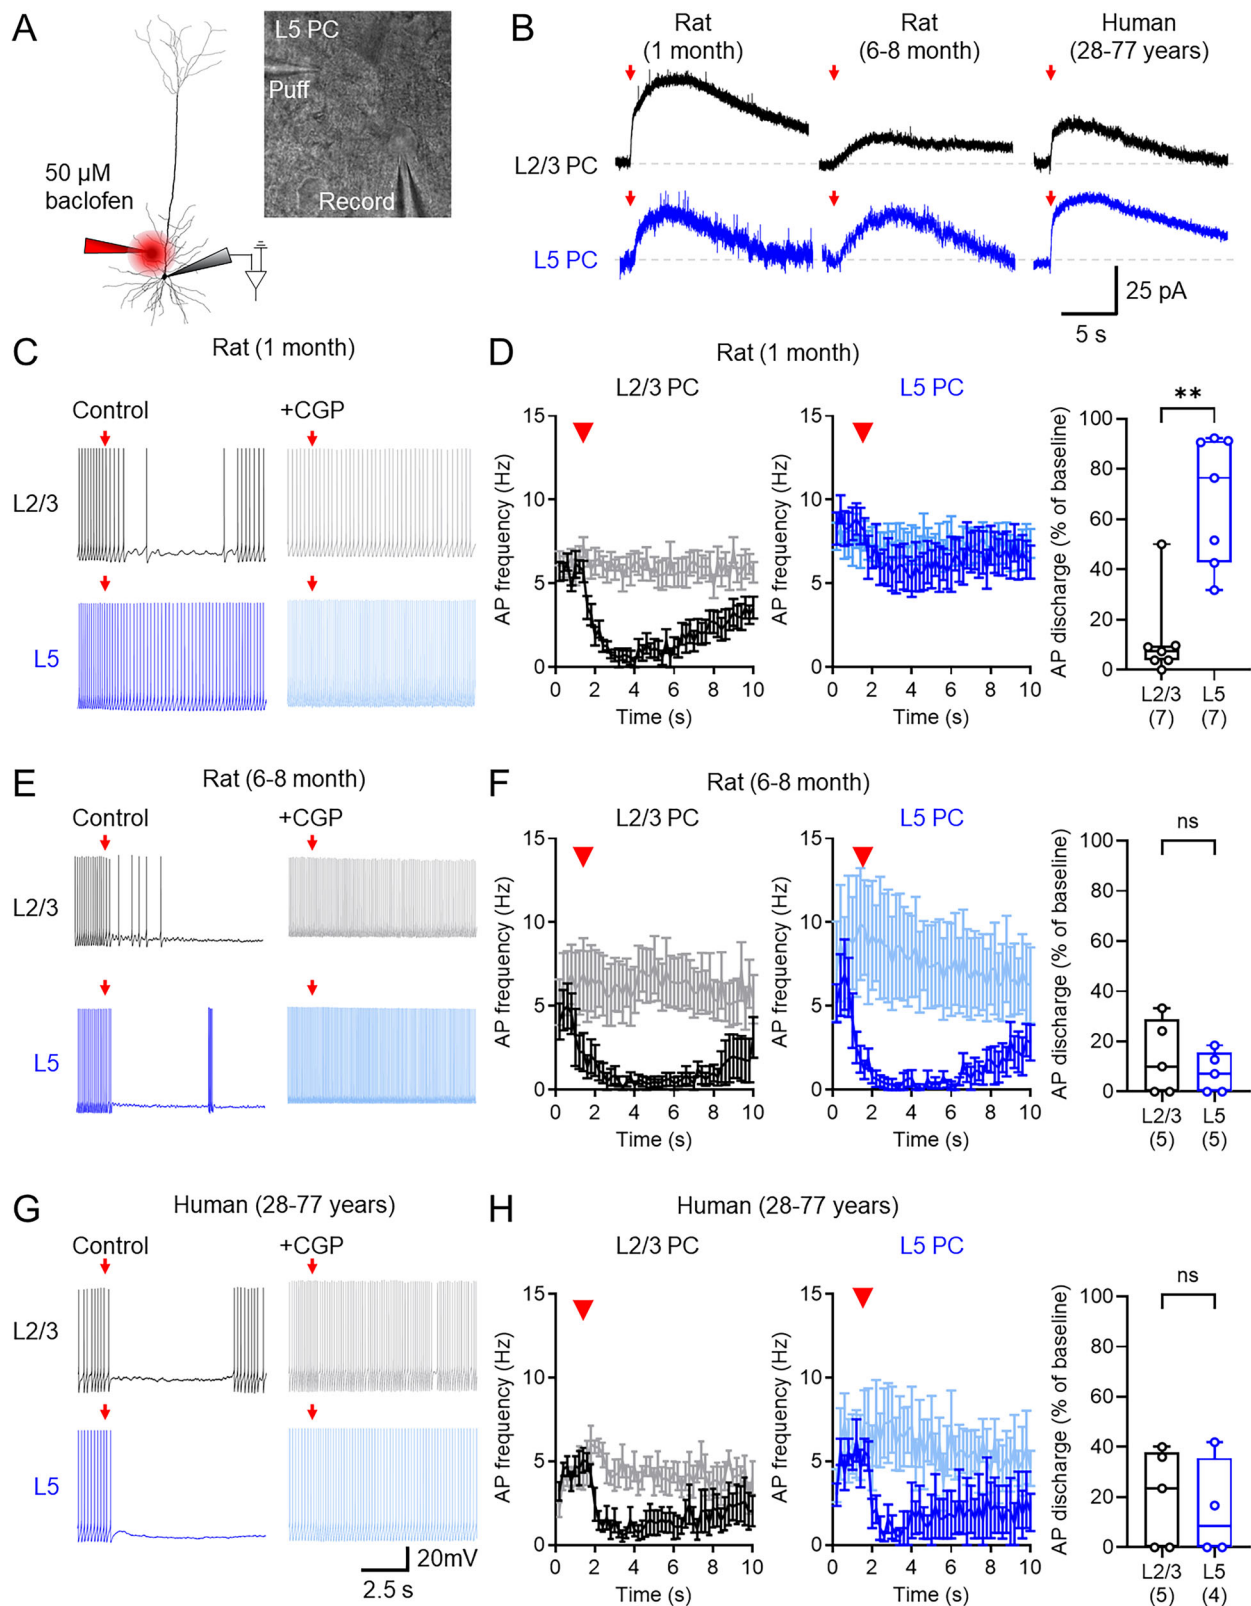 A
L5 PC
Puff
Record
50 µM
baclofen
B
Rat
(1 month)
Rat
(6-8 month)
Human
(28-77 years)
L2/3 PC
L5 PC
25 pA
5 s
C
Rat (1 month)
Control
+CGP
L2/3
L5
D
Rat (1 month)
L2/3 PC
AP frequency (Hz)
15
10
5
0
0 2 4 6 8 10
Time (s)
L5 PC
AP frequency (Hz)
15
10
5
0
0 2 4 6 8 10
Time (s)
**
AP discharge (% of baseline)
100
80
60
40
20
0
L2/3 L5
(7) (7)
E
Rat (6-8 month)
Control
+CGP
L2/3
L5
F
Rat (6-8 month)
L2/3 PC
AP frequency (Hz)
15
10
5
0
0 2 4 6 8 10
Time (s)
L5 PC
AP frequency (Hz)
15
10
5
0
0 2 4 6 8 10
Time (s)
ns
AP discharge (% of baseline)
100
80
60
40
20
0
L2/3 L5
(5) (5)
G
Human (28-77 years)
Control
+CGP
L2/3
L5
20mV
2.5 s
H
Human (28-77 years)
L2/3 PC
AP frequency (Hz)
15
10
5
0
0 2 4 6 8 10
Time (s)
L5 PC
AP frequency (Hz)
15
10
5
0
0 2 4 6 8 10
Time (s)
ns
AP discharge (% of baseline)
100
80
60
40
20
0
L2/3 L5
(5) (4)